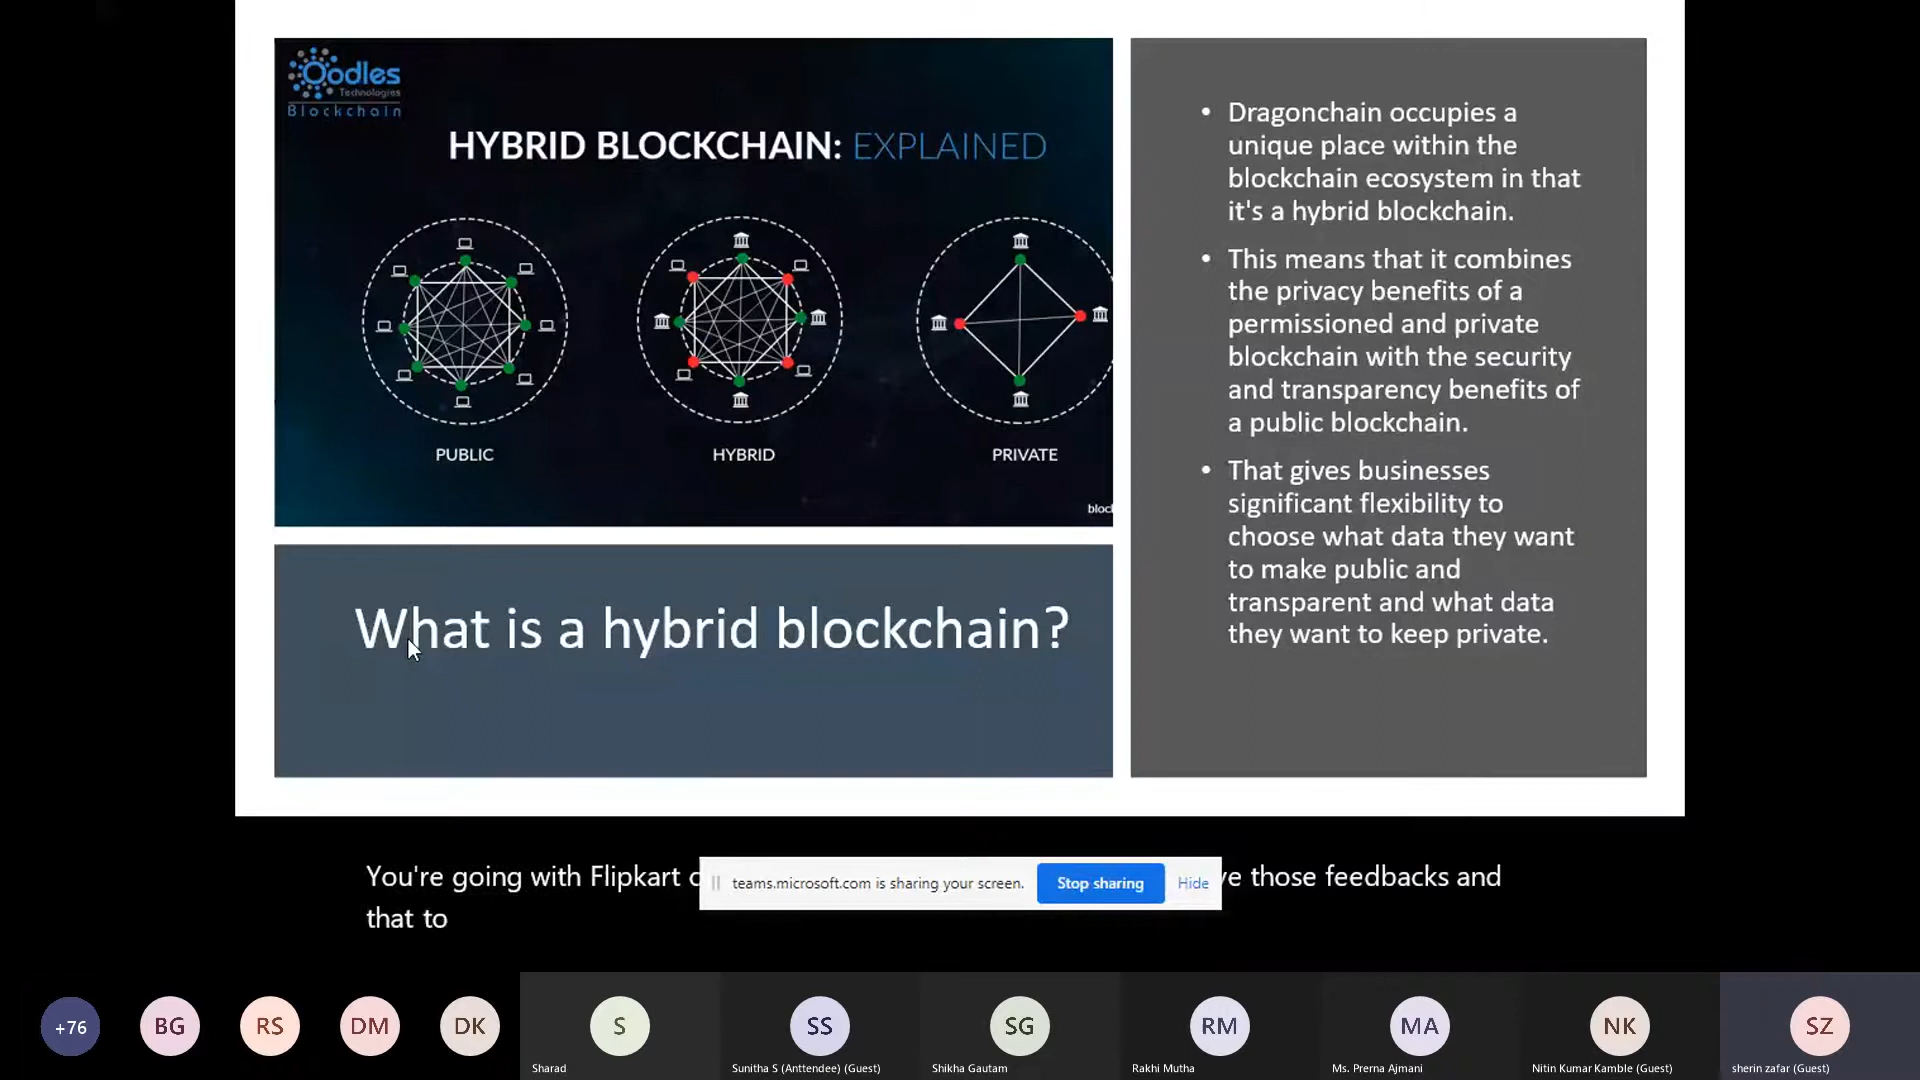 Oodles
Technologies
Blockchain
HYBRID BLOCKCHAIN: EXPLAINED
PUBLIC
HYBRID
PRIVATE
What is a hybrid blockchain?
• Dragonchain occupies a
unique place within the
blockchain ecosystem in that
it's a hybrid blockchain.
• This means that it combines
the privacy benefits of a
permissioned and private
blockchain with the security
and transparency benefits of
a public blockchain.
• That gives businesses
significant flexibility to
choose what data they want
to make public and
transparent and what data
they want to keep private.
You're going with Flipkart
those feedbacks and
that to
teams.microsoft.com is sharing your screen.
Stop sharing
Hide
+76
BG
RS
DM
DK
S
SS
SG
RM
MA
NK
SZ
Sharad
Sunitha S (Anttendee) (Guest)
Shikha Gautam
Rakhi Mutha
Ms. Prerna Ajmani
Nitin Kumar Kamble (Guest)
sherin zafar (Guest)